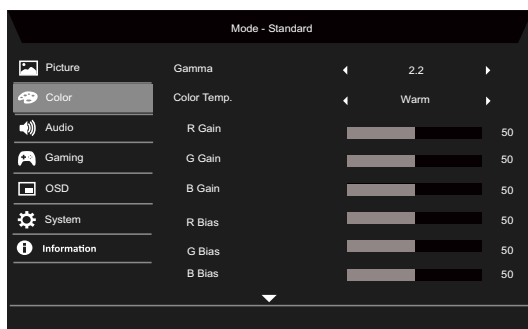 Mode - Standard
Picture
Color
Audio
Gaming
OSD
System
Information
Gamma 2.2
Color Temp. Warm
R Gain 50
G Gain 50
B Gain 50
R Bias 50
G Bias 50
B Bias 50